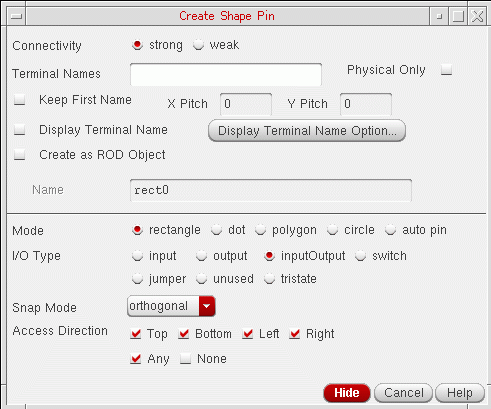 Create Shape Pin
Connectivity strong weak
Terminal Names Physical Only
Keep First Name X Pitch 0 Y Pitch 0
Display Terminal Name Display Terminal Name Option...
Create as ROD Object
Name rect0
Mode rectangle dot polygon circle auto pin
I/O Type input output inputOutput switch
jumper unused tristate
Snap Mode orthogonal
Access Direction Top Bottom Left Right
Any None
Hide Cancel Help